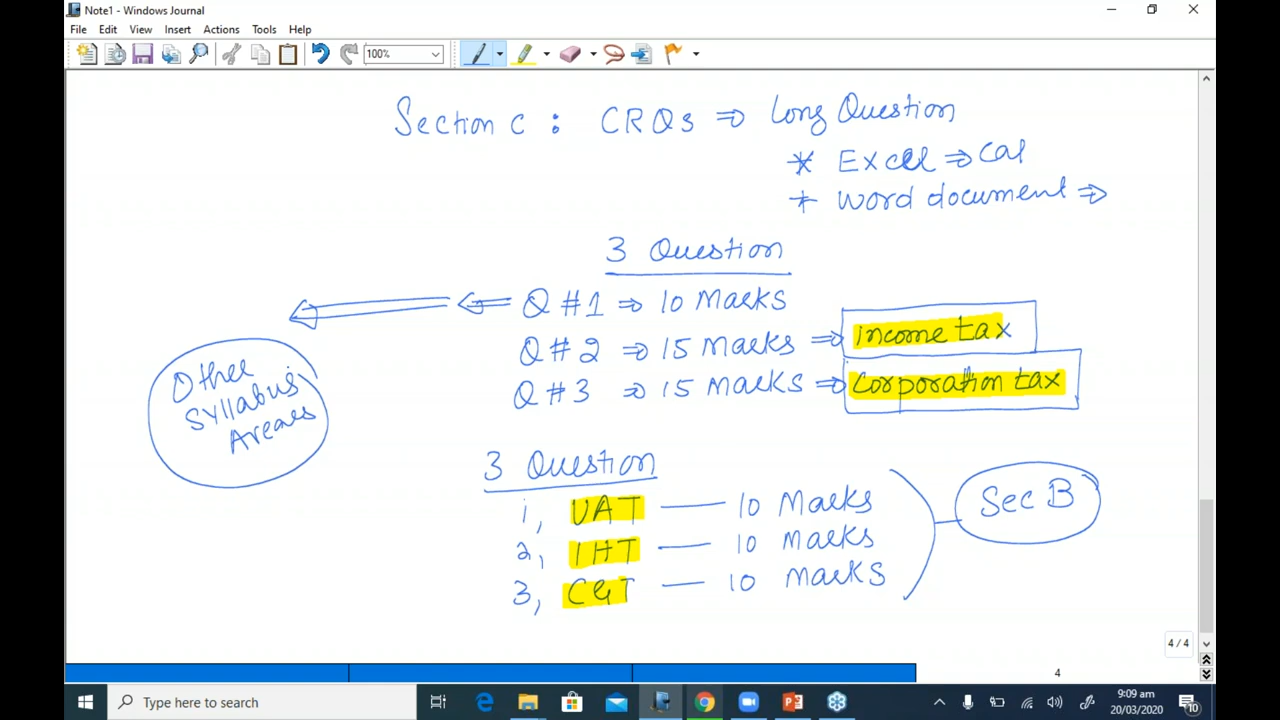 Note1 - Windows Journal
File Edit View Insert Actions Tools Help
100%
Section C : CRQs ⇒ Long Question
* Excel ⇒ Cal
* Word document ⇒
3 Question
Q #1 ⇒ 10 Marks
Q #2 ⇒ 15 Marks ⇒ income tax
Q #3 ⇒ 15 Marks ⇒ Corporation tax
Other
Syllabus
Areas
3 Question
1, VAT — 10 Marks
2, IHT — 10 Marks
3, CGT — 10 Marks
Sec B
4 / 4
4
Type here to search
9:09 am
20/03/2020
10